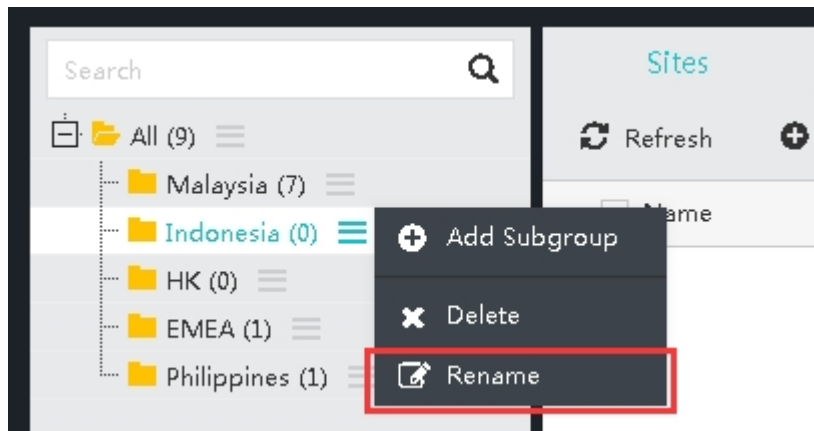 Search
Sites
All (9)
Refresh
Malaysia (7)
Name
Indonesia (0)
Add Subgroup
HK (0)
Delete
EMEA (1)
Philippines (1)
Rename